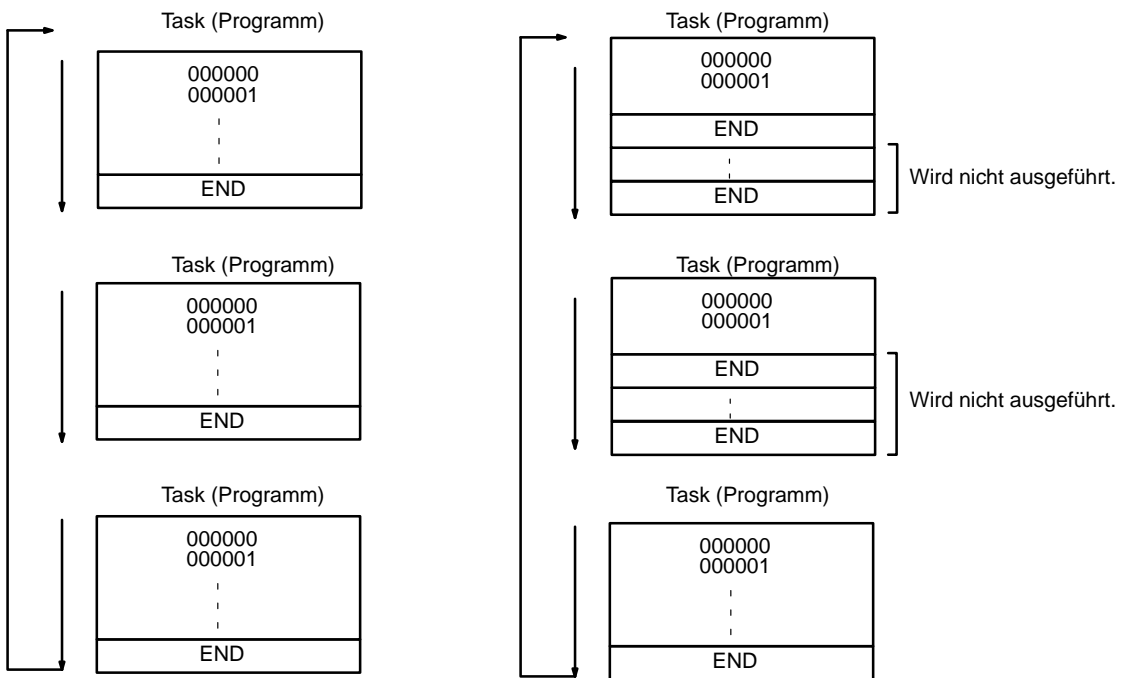 Task (Programm)
000000
000001
END
Task (Programm)
000000
000001
END
Task (Programm)
000000
000001
END
Task (Programm)
000000
000001
END
END
Wird nicht ausgeführt.
Task (Programm)
000000
000001
END
END
Wird nicht ausgeführt.
Task (Programm)
000000
000001
END